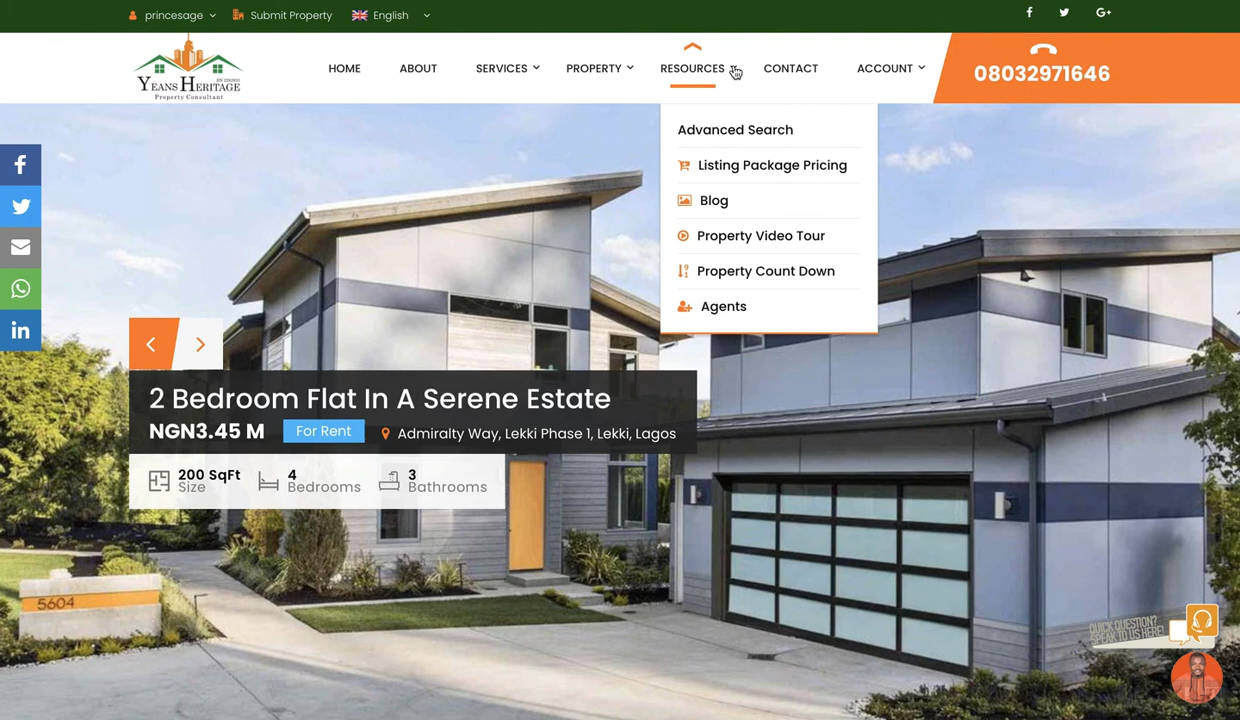 princesage
Submit Property
English
G+
YEANS HERITAGE
Property Consultant
HOME
ABOUT
SERVICES
PROPERTY
RESOURCES
CONTACT
ACCOUNT
08032971646
Advanced Search
Listing Package Pricing
Blog
Property Video Tour
Property Count Down
Agents
2 Bedroom Flat In A Serene Estate
NGN3.45 M For Rent Admiralty Way, Lekki Phase 1, Lekki, Lagos
200 SqFt
Size
4
Bedrooms
3
Bathrooms
5604
QUICK QUESTION?
SPEAK TO US HERE!